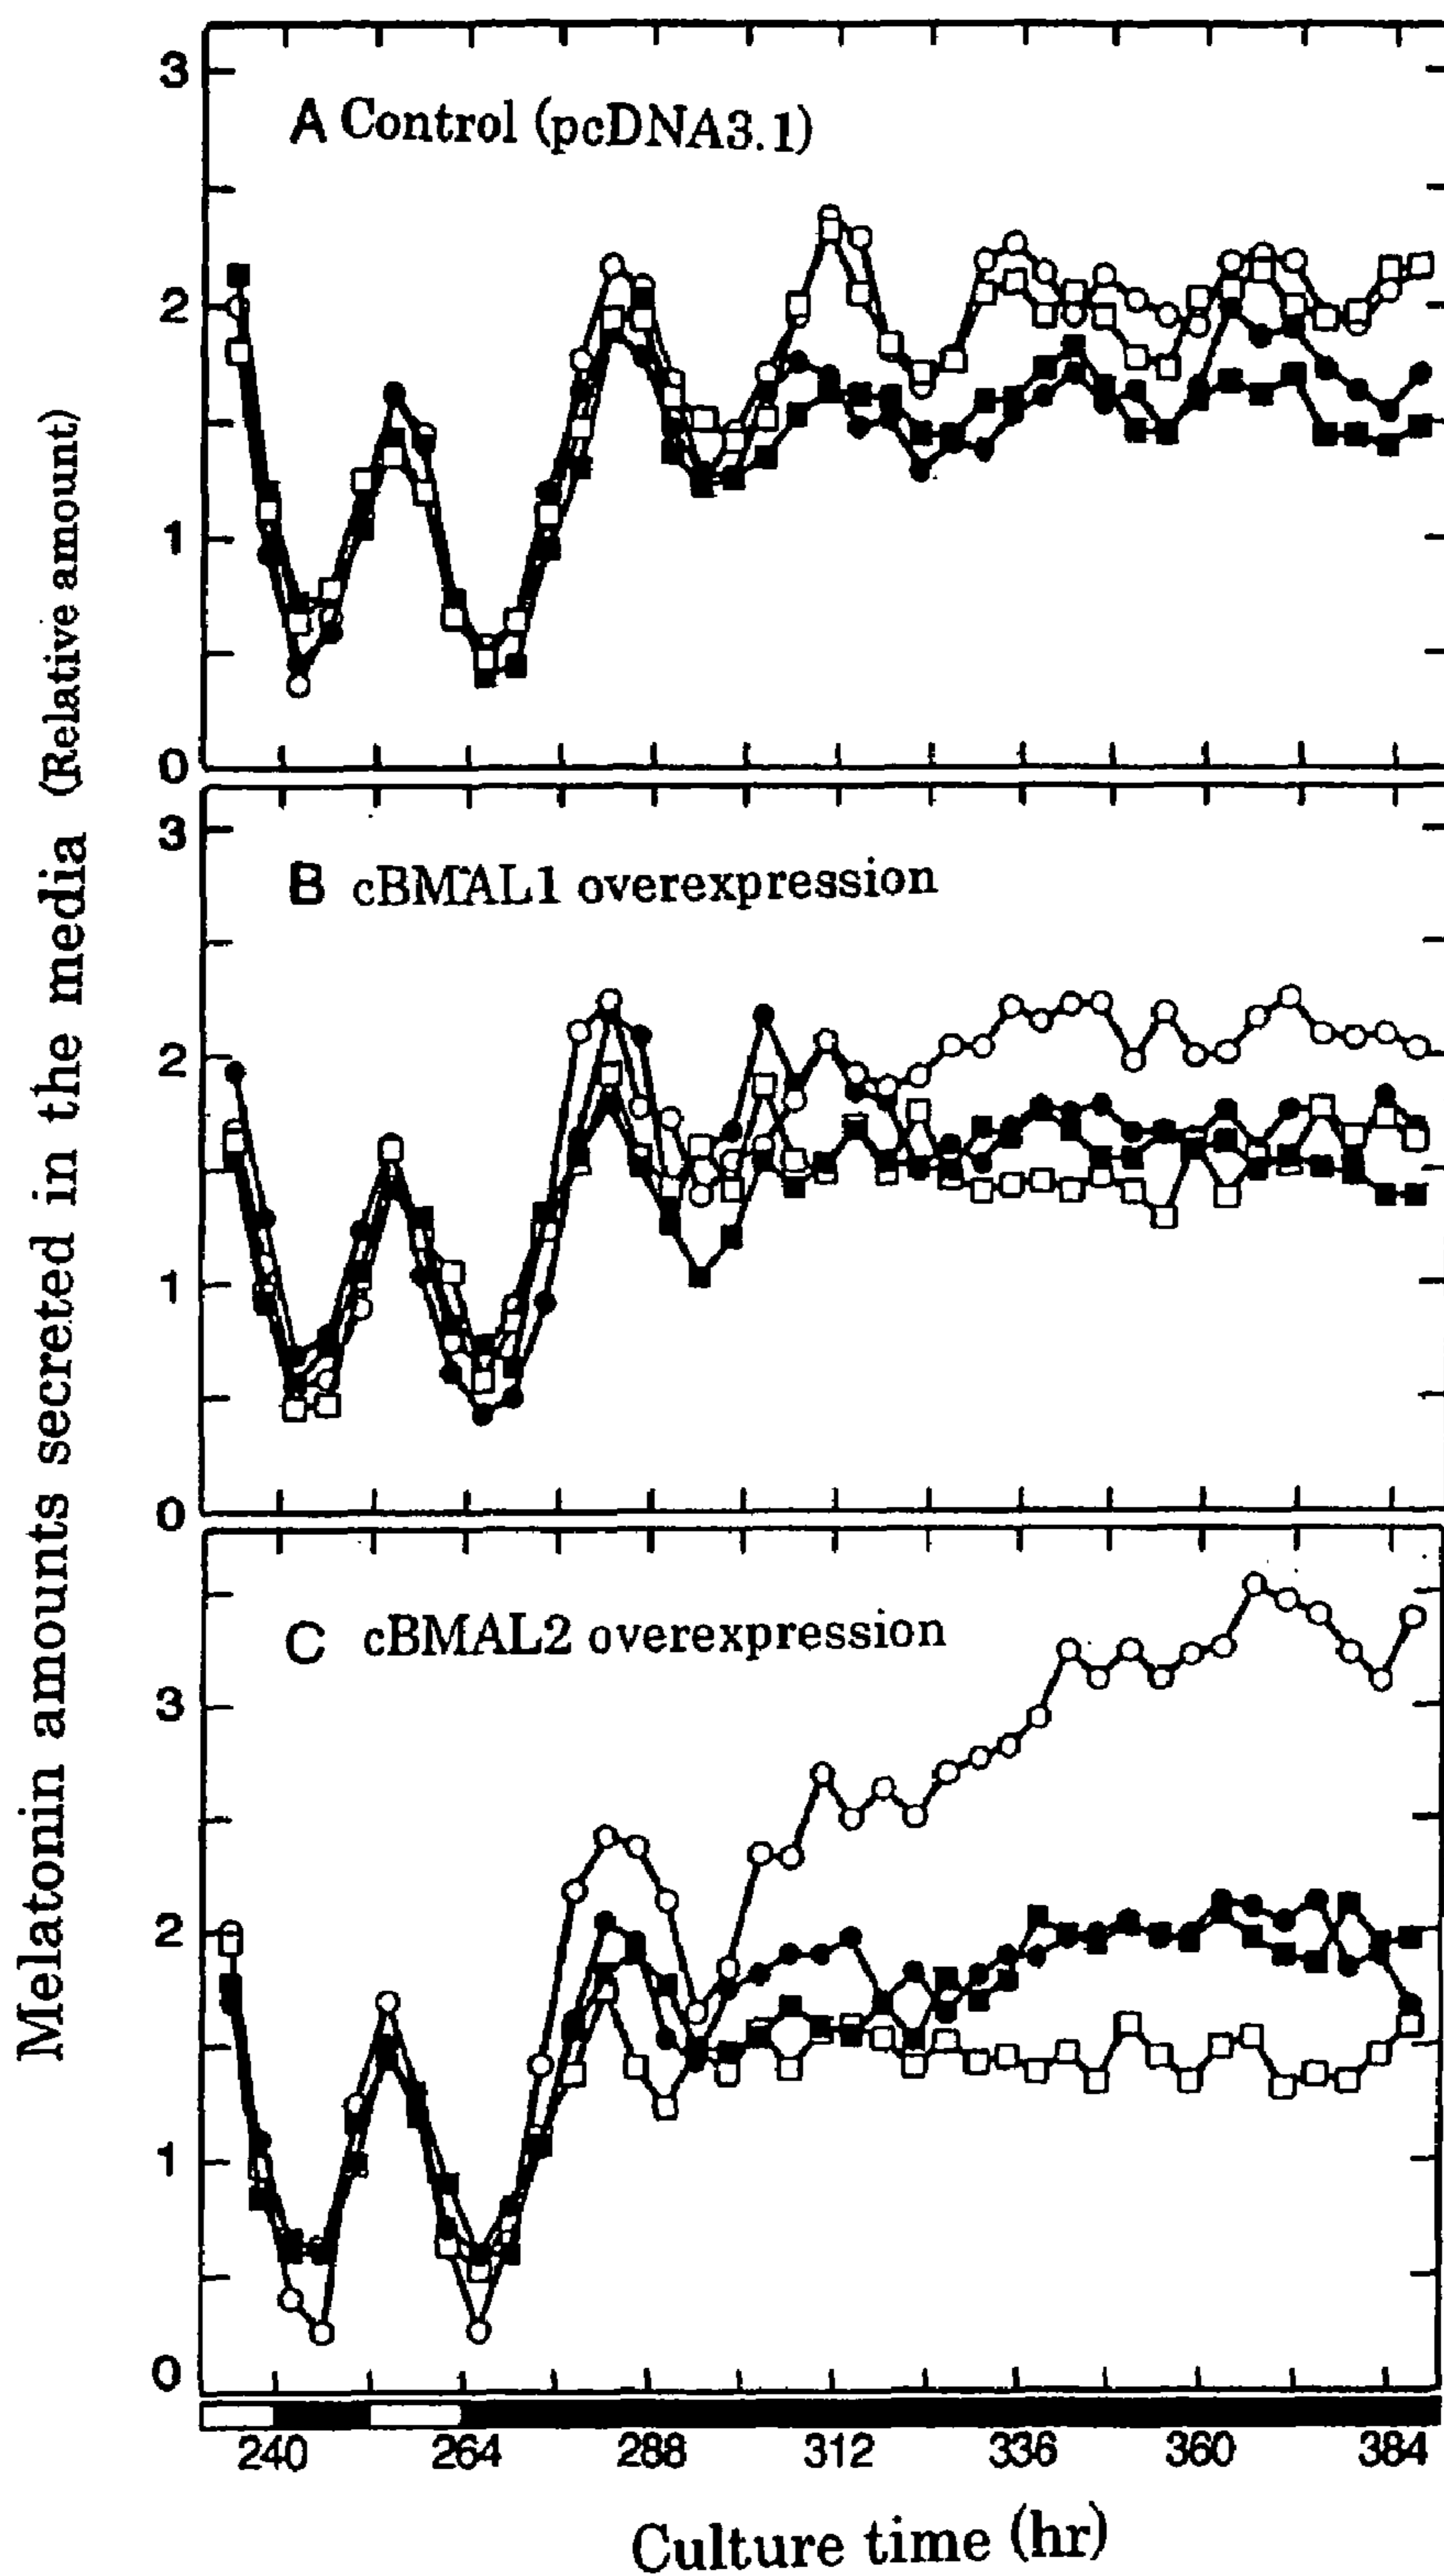 Melatonin amounts secreted in the media (Relative amount)
A Control (pcDNA3.1)
3
2
1
0
B cBMAL1 overexpression
3
2
1
0
C cBMAL2 overexpression
3
2
1
0
240 264 288 312 336 360 384
Culture time (hr)